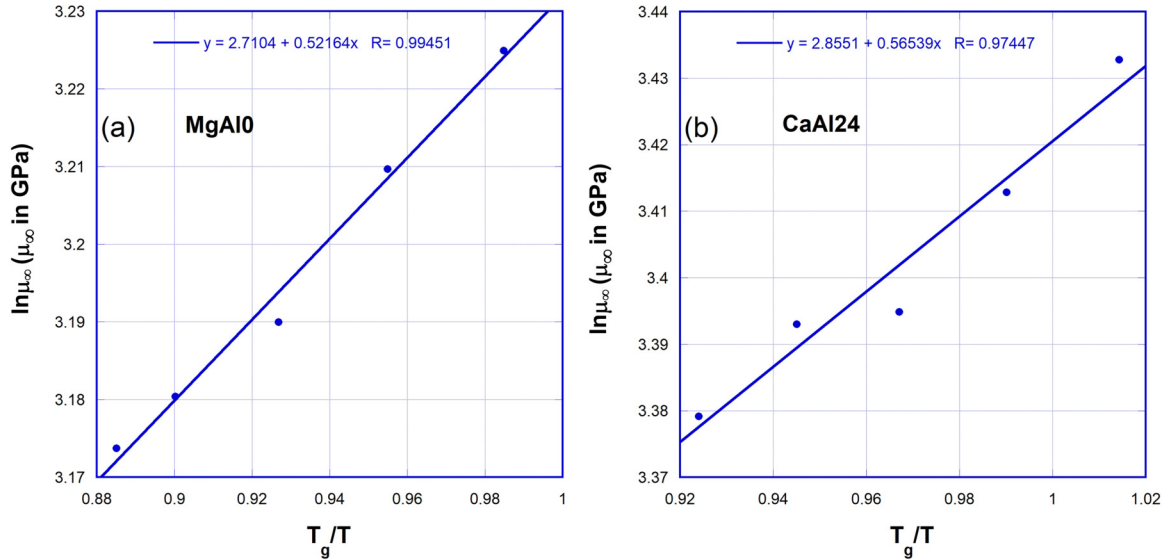 y = 2.7104 + 0.52164x R= 0.99451
(a) MgAl0
3.23
3.22
3.21
3.2
3.19
3.18
3.17
0.88 0.9 0.92 0.94 0.96 0.98 1
lnμ∞ (μ∞ in GPa)
Tg/T
y = 2.8551 + 0.56539x R= 0.97447
(b) CaAl24
3.44
3.43
3.42
3.41
3.4
3.39
3.38
3.37
0.92 0.94 0.96 0.98 1 1.02
lnμ∞ (μ∞ in GPa)
Tg/T